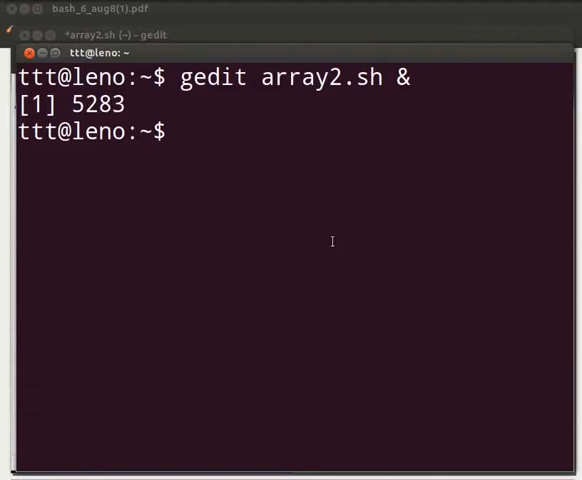 bash_6_aug8(1).pdf
*array2.sh (~) - gedit
ttt@leno: ~
ttt@leno:~$ gedit array2.sh &
[1] 5283
ttt@leno:~$